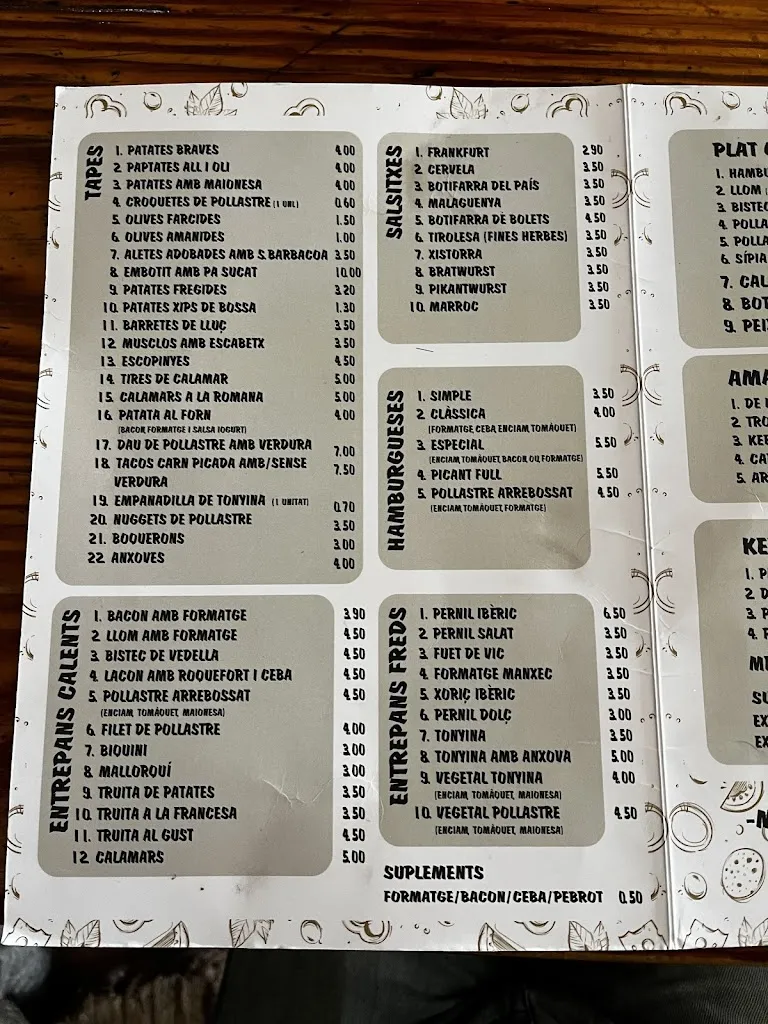 TAPES
1. PATATES BRAVES 4.00
2. PAPTATES ALL I OLI 4.00
3. PATATES AMB MAIONESA 4.00
4. CROQUETES DE POLLASTRE (1 UNI.) 0.60
5. OLIVES FARCIDES 1.50
6. OLIVES AMANIDES 1.00
7. ALETES ADOBADES AMB S.BARBACOA 3.50
8. EMBOTIT AMB PA SUCAT 10.00
9. PATATES FREGIDES 3.20
10. PATATES XIPS DE BOSSA 1.30
11. BARRETES DE LLUÇ 3.50
12. MUSCLOS AMB ESCABETX 3.50
13. ESCOPINYES 4.50
14. TIRES DE CALAMAR 5.00
15. CALAMARS A LA ROMANA 5.00
16. PATATA AL FORN 4.00
(BACON, FORMATGE I SALSA IOGURT)
17. DAU DE POLLASTRE AMB VERDURA 7.00
18. TACOS CARN PICADA AMB/SENSE 7.50
VERDURA
19. EMPANADILLA DE TONYINA (1 UNITAT) 0.70
20. NUGGETS DE POLLASTRE 3.50
21. BOQUERONS 3.00
22. ANXOVES 4.00
SALSITXES
1. FRANKFURT 2.90
2. CERVELA 3.50
3. BOTIFARRA DEL PAÍS 3.50
4. MALAGUENYA 3.50
5. BOTIFARRA DE BOLETS 4.50
6. TIROLESA (FINES HERBES) 3.50
7. XISTORRA 3.50
8. BRATWURST 3.50
9. PIKANTWURST 3.50
10. MARROC 3.50
HAMBURGUESES
1. SIMPLE 3.50
2. CLÀSSICA 4.00
(FORMATGE, CEBA, ENCIAM, TOMÀQUET)
3. ESPECIAL 5.50
(ENCIAM, TOMÀQUET, BACON, OU, FORMATGE)
4. PICANT FULL 5.50
5. POLLASTRE ARREBOSSAT 4.50
(ENCIAM, TOMÀQUET, FORMATGE)
ENTREPANS CALENTS
1. BACON AMB FORMATGE 3.90
2. LLOM AMB FORMATGE 4.50
3. BISTEC DE VEDELLA 4.50
4. LACON AMB ROQUEFORT I CEBA 4.50
5. POLLASTRE ARREBOSSAT 4.50
(ENCIAM, TOMÀQUET, MAIONESA)
6. FILET DE POLLASTRE 4.00
7. BIQUINI 3.00
8. MALLORQUÍ 3.00
9. TRUITA DE PATATES 3.50
10. TRUITA A LA FRANCESA 3.50
11. TRUITA AL GUST 4.50
12. CALAMARS 5.00
ENTREPANS FREDS
1. PERNIL IBÈRIC 6.50
2. PERNIL SALAT 3.50
3. FUET DE VIC 3.50
4. FORMATGE MANXEC 3.50
5. XORIÇ IBÈRIC 3.50
6. PERNIL DOLÇ 3.00
7. TONYINA 3.50
8. TONYINA AMB ANXOVA 5.00
9. VEGETAL TONYINA 4.00
(ENCIAM, TOMÀQUET, MAIONESA)
10. VEGETAL POLLASTRE 4.50
(ENCIAM, TOMÀQUET, MAIONESA)
SUPLEMENTS
FORMATGE/BACON/CEBA/PEBROT 0.50
PLAT
1. HAMBU
2. LLOM
3. BISTEC
4. POLLA
5. POLLA
6. SÍPIA
7. CAL
8. BOT
9. PEI
AMA
1. DE
2. TRO
3. KEE
4. CA
5. AR
KE
1. P
2. D
3. P
4. P
SU
EX
EX